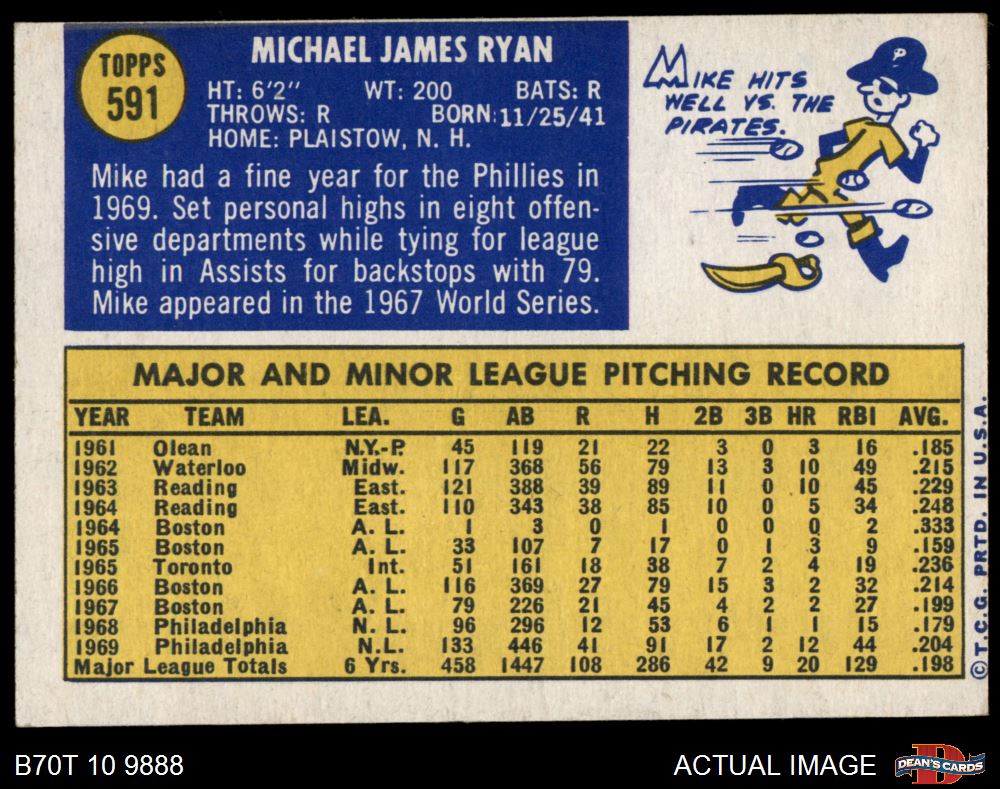 TOPPS
591
MICHAEL JAMES RYAN
HT: 6'2" WT: 200 BATS: R
THROWS: R BORN: 11/25/41
HOME: PLAISTOW, N. H.
Mike had a fine year for the Phillies in
1969. Set personal highs in eight offen-
sive departments while tying for league
high in Assists for backstops with 79.
Mike appeared in the 1967 World Series.
MIKE HITS
WELL VS. THE
PIRATES.
P
MAJOR AND MINOR LEAGUE PITCHING RECORD
YEAR TEAM LEA. G AB R H 2B 3B HR RBI AVG.
1961 Olean N.Y.-P. 45 119 21 22 3 0 3 16 .185
1962 Waterloo Midw. 117 368 56 79 13 3 10 49 .215
1963 Reading East. 121 388 39 89 11 0 10 45 .229
1964 Reading East. 110 343 38 85 10 0 5 34 .248
1964 Boston A. L. 1 3 0 1 0 0 0 2 .333
1965 Boston A. L. 33 107 7 17 0 1 3 9 .159
1965 Toronto Int. 51 161 18 38 7 2 4 19 .236
1966 Boston A. L. 116 369 27 79 15 3 2 32 .214
1967 Boston A. L. 79 226 21 45 4 2 2 27 .199
1968 Philadelphia N. L. 96 296 12 53 6 1 1 15 .179
1969 Philadelphia N.L. 133 446 41 91 17 2 12 44 .204
Major League Totals 6 Yrs. 458 1447 108 286 42 9 20 129 .198
© T.C.G. PRTD. IN U.S.A.
B70T 10 9888
ACTUAL IMAGE
D
DEAN'S CARDS